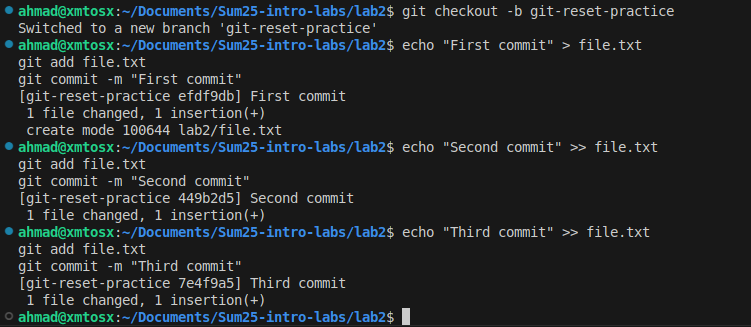 ahmad@xmtosx:~/Documents/Sum25-intro-labs/lab2$ git checkout -b git-reset-practice
Switched to a new branch 'git-reset-practice'
ahmad@xmtosx:~/Documents/Sum25-intro-labs/lab2$ echo "First commit" > file.txt
git add file.txt
git commit -m "First commit"
[git-reset-practice efdf9db] First commit
 1 file changed, 1 insertion(+)
 create mode 100644 lab2/file.txt
ahmad@xmtosx:~/Documents/Sum25-intro-labs/lab2$ echo "Second commit" >> file.txt
git add file.txt
git commit -m "Second commit"
[git-reset-practice 449b2d5] Second commit
 1 file changed, 1 insertion(+)
ahmad@xmtosx:~/Documents/Sum25-intro-labs/lab2$ echo "Third commit" >> file.txt
git add file.txt
git commit -m "Third commit"
[git-reset-practice 7e4f9a5] Third commit
 1 file changed, 1 insertion(+)
ahmad@xmtosx:~/Documents/Sum25-intro-labs/lab2$